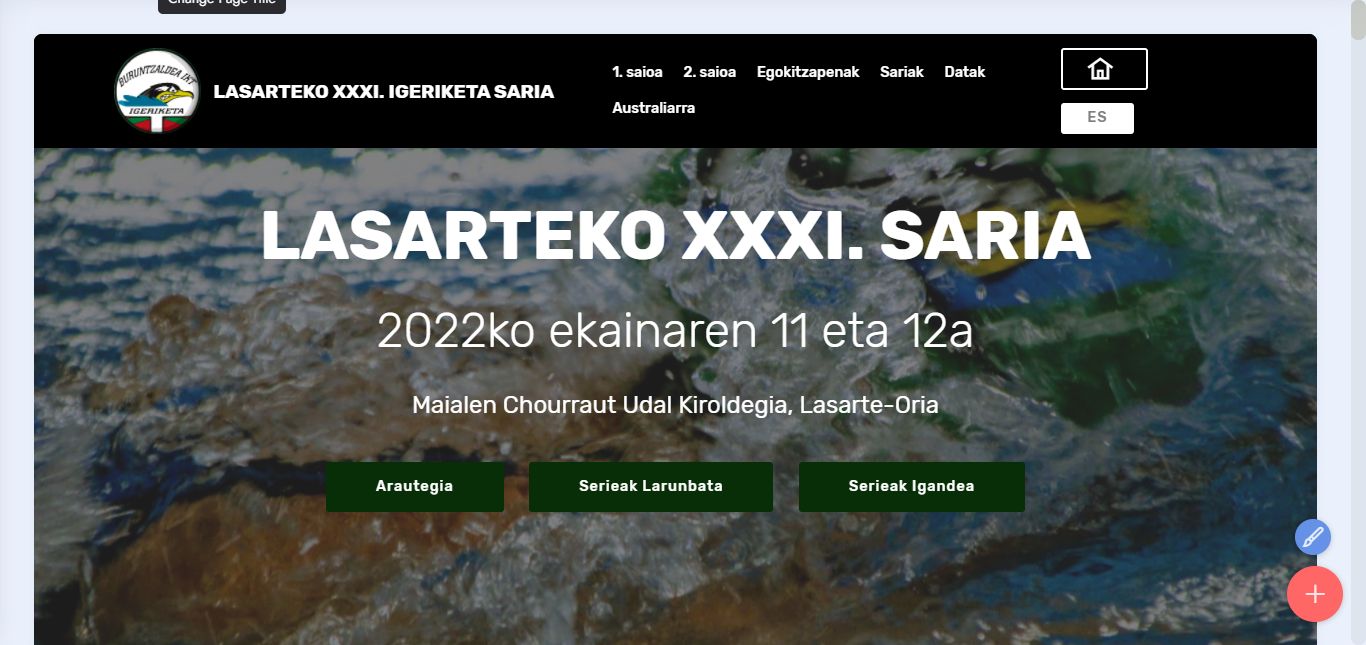 Change Page Title
BURUNTZALDEA IKT
IGERIKETA
LASARTEKO XXXI. IGERIKETA SARIA
1. saioa 2. saioa Egokitzapenak Sariak Datak
Australiarra
ES
LASARTEKO XXXI. SARIA
2022ko ekainaren 11 eta 12a
Maialen Chourraut Udal Kiroldegia, Lasarte-Oria
Arautegia Serieak Larunbata Serieak Igandea